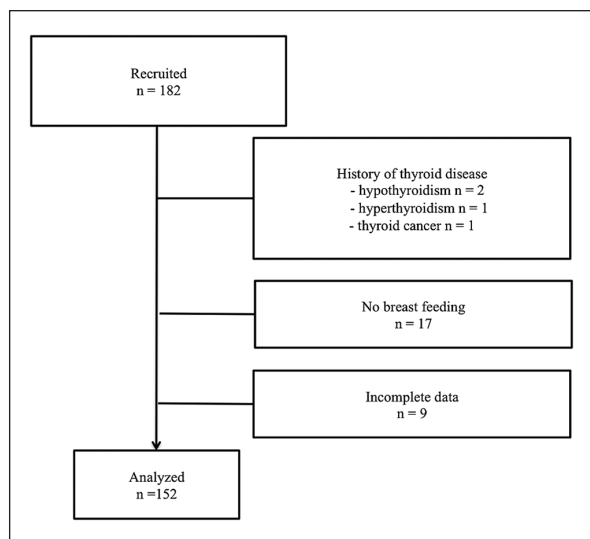 Recruited
n = 182
History of thyroid disease
- hypothyroidism n = 2
- hyperthyroidism n = 1
- thyroid cancer n = 1
No breast feeding
n = 17
Incomplete data
n = 9
Analyzed
n =152